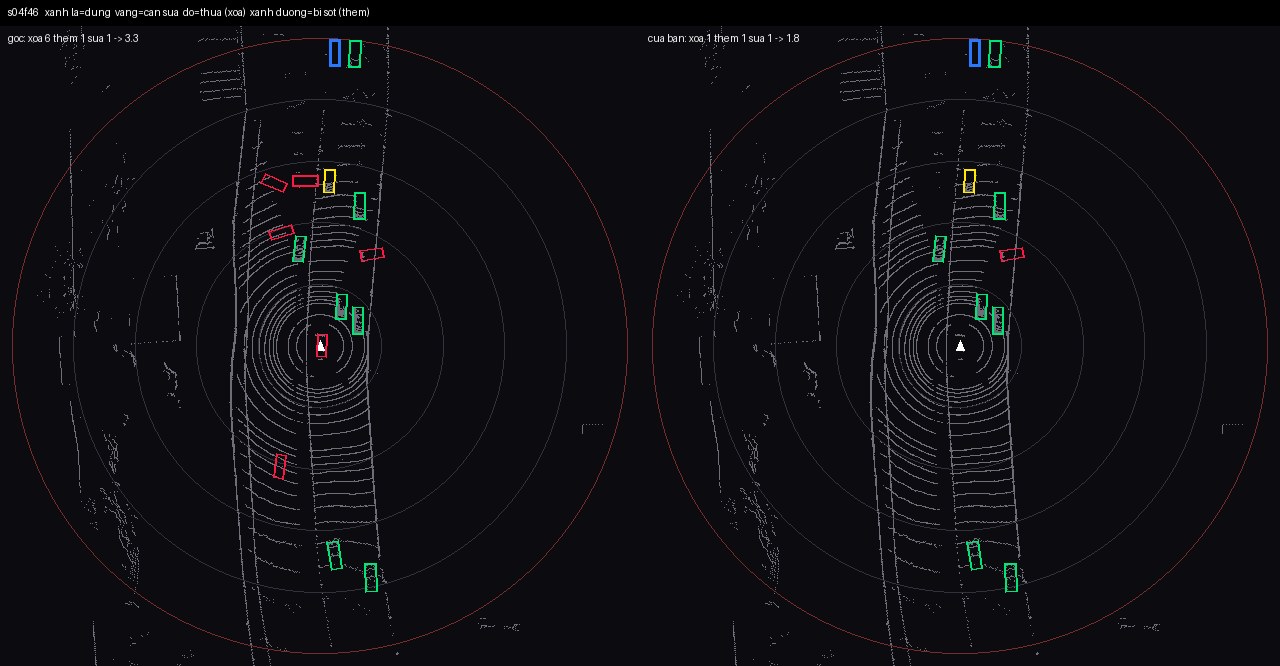 s04f46 xanh la=dung vang=can sua do=thua (xoa) xanh duong=bi sot (them)
goc: xoa 6 them 1 sua 1 -> 3.3
cua ban: xoa 1 them 1 sua 1 -> 1.8